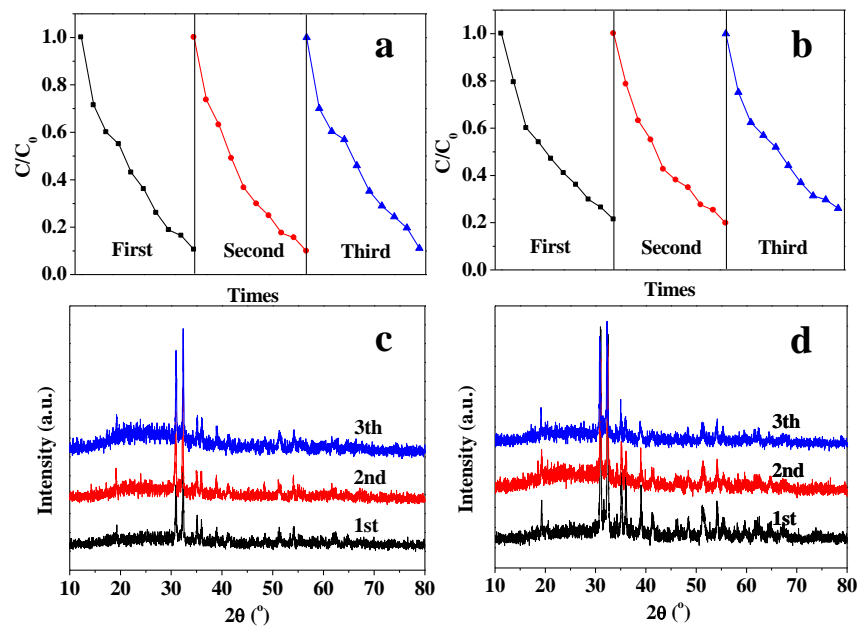 a
C/C0
1.0
0.8
0.6
0.4
0.2
0.0
First Second Third
Times
b
C/C0
1.0
0.8
0.6
0.4
0.2
0.0
First Second Third
Times
c
Intensity (a.u.)
3th
2nd
1st
10 20 30 40 50 60 70 80
2θ (°)
d
Intensity (a.u.)
3th
2nd
1st
10 20 30 40 50 60 70 80
2θ (°)